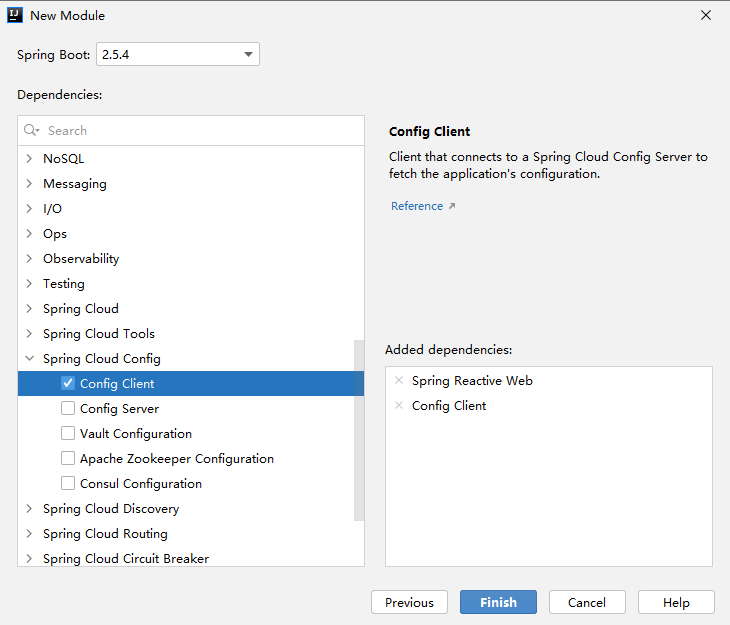 New Module
Spring Boot: 2.5.4
Dependencies:
Search
NoSQL
Messaging
I/O
Ops
Observability
Testing
Spring Cloud
Spring Cloud Tools
Spring Cloud Config
Config Client
Config Server
Vault Configuration
Apache Zookeeper Configuration
Consul Configuration
Spring Cloud Discovery
Spring Cloud Routing
Spring Cloud Circuit Breaker
Config Client
Client that connects to a Spring Cloud Config Server to
fetch the application's configuration.
Reference
Added dependencies:
Spring Reactive Web
Config Client
Previous Finish Cancel Help